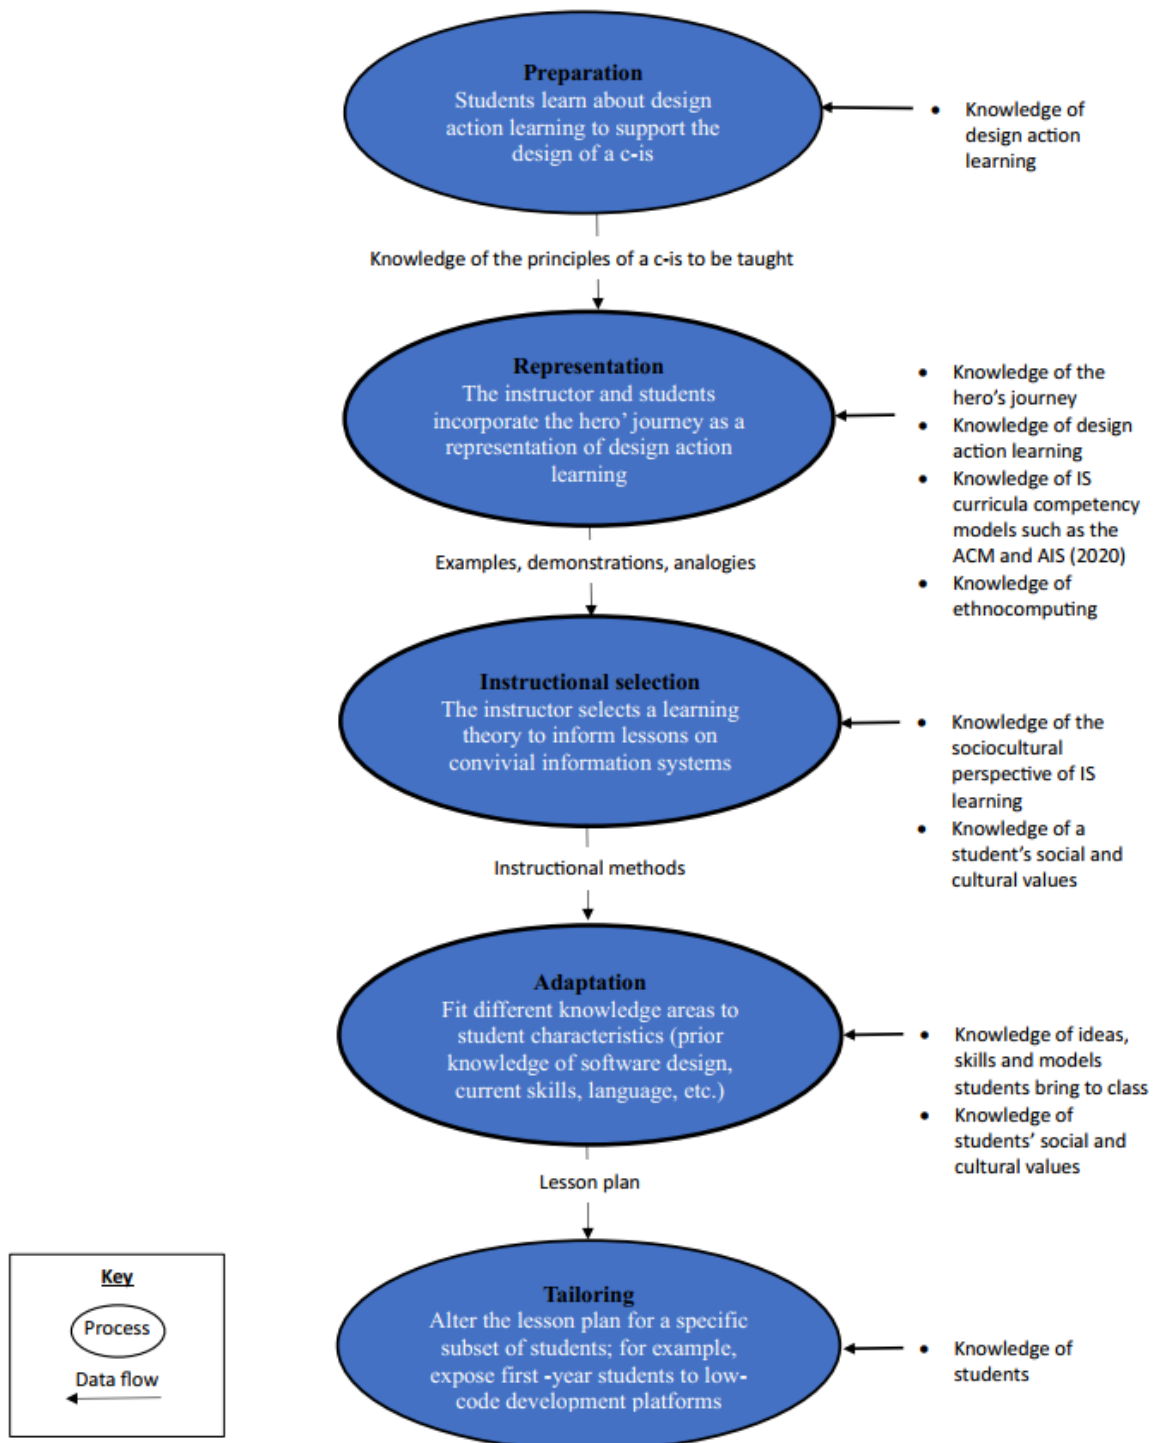 Preparation
Students learn about design
action learning to support the
design of a c-is
• Knowledge of
design action
learning
Knowledge of the principles of a c-is to be taught
Representation
The instructor and students
incorporate the hero' journey as a
representation of design action
learning
• Knowledge of the
hero's journey
• Knowledge of design
action learning
• Knowledge of IS
curricula competency
models such as the
ACM and AIS (2020)
• Knowledge of
ethnocomputing
Examples, demonstrations, analogies
Instructional selection
The instructor selects a learning
theory to inform lessons on
convivial information systems
• Knowledge of the
sociocultural
perspective of IS
learning
• Knowledge of a
student's social and
cultural values
Instructional methods
Adaptation
Fit different knowledge areas to
student characteristics (prior
knowledge of software design,
current skills, language, etc.)
• Knowledge of ideas,
skills and models
students bring to class
• Knowledge of
students' social and
cultural values
Lesson plan
Tailoring
Alter the lesson plan for a specific
subset of students; for example,
expose first -year students to low-
code development platforms
• Knowledge of
students
Key
Process
Data flow